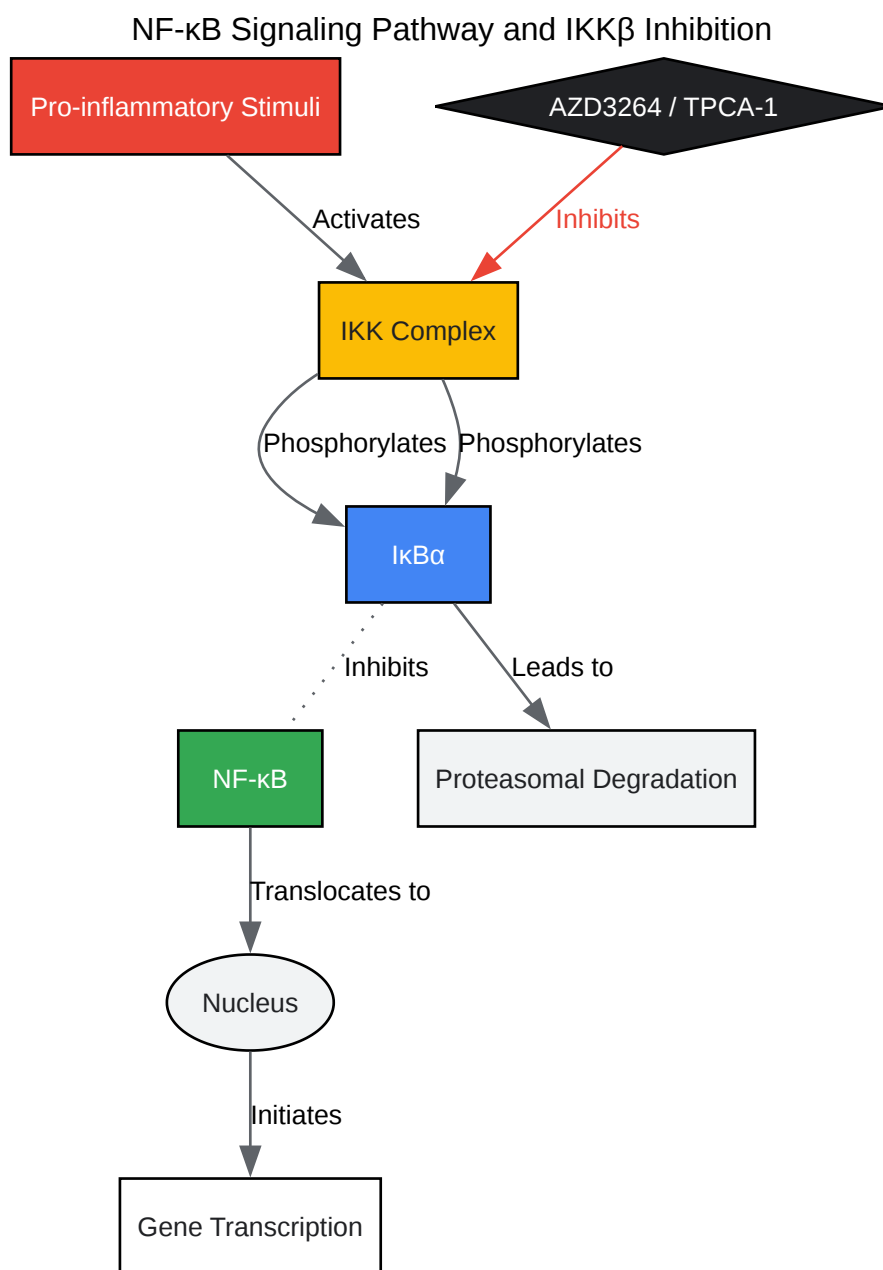 NF-κB Signaling Pathway and IKKβ Inhibition
Pro-inflammatory Stimuli
AZD3264 / TPCA-1
Activates
Inhibits
IKK Complex
Phosphorylates
Phosphorylates
IκBα
Inhibits
Leads to
NF-κB
Proteasomal Degradation
Translocates to
Nucleus
Initiates
Gene Transcription